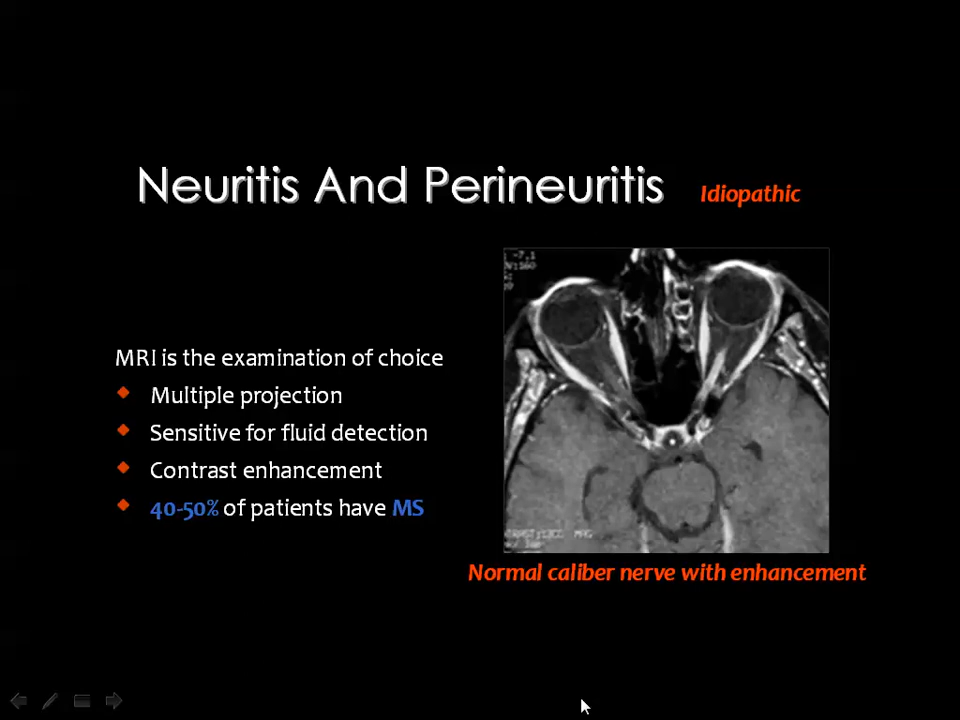 Neuritis And Perineuritis Idiopathic
MRI is the examination of choice
Multiple projection
Sensitive for fluid detection
Contrast enhancement
40-50% of patients have MS
Normal caliber nerve with enhancement